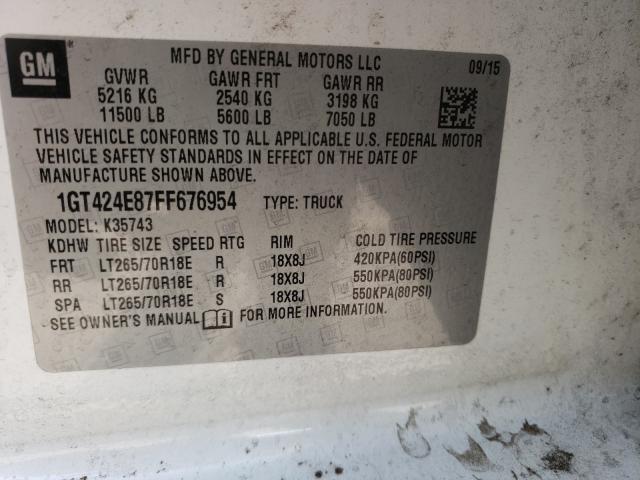 GM
MFD BY GENERAL MOTORS LLC
09/15
GVWR GAWR FRT GAWR RR
5216 KG 2540 KG 3198 KG
11500 LB 5600 LB 7050 LB
THIS VEHICLE CONFORMS TO ALL APPLICABLE U.S. FEDERAL MOTOR
VEHICLE SAFETY STANDARDS IN EFFECT ON THE DATE OF
MANUFACTURE SHOWN ABOVE.
1GT424E87FF676954 TYPE: TRUCK
MODEL: K35743
KDHW TIRE SIZE SPEED RTG RIM COLD TIRE PRESSURE
FRT LT265/70R18E R 18X8J 420KPA(60PSI)
RR LT265/70R18E R 18X8J 550KPA(80PSI)
SPA LT265/70R18E S 18X8J 550KPA(80PSI)
SEE OWNER'S MANUAL FOR MORE INFORMATION.